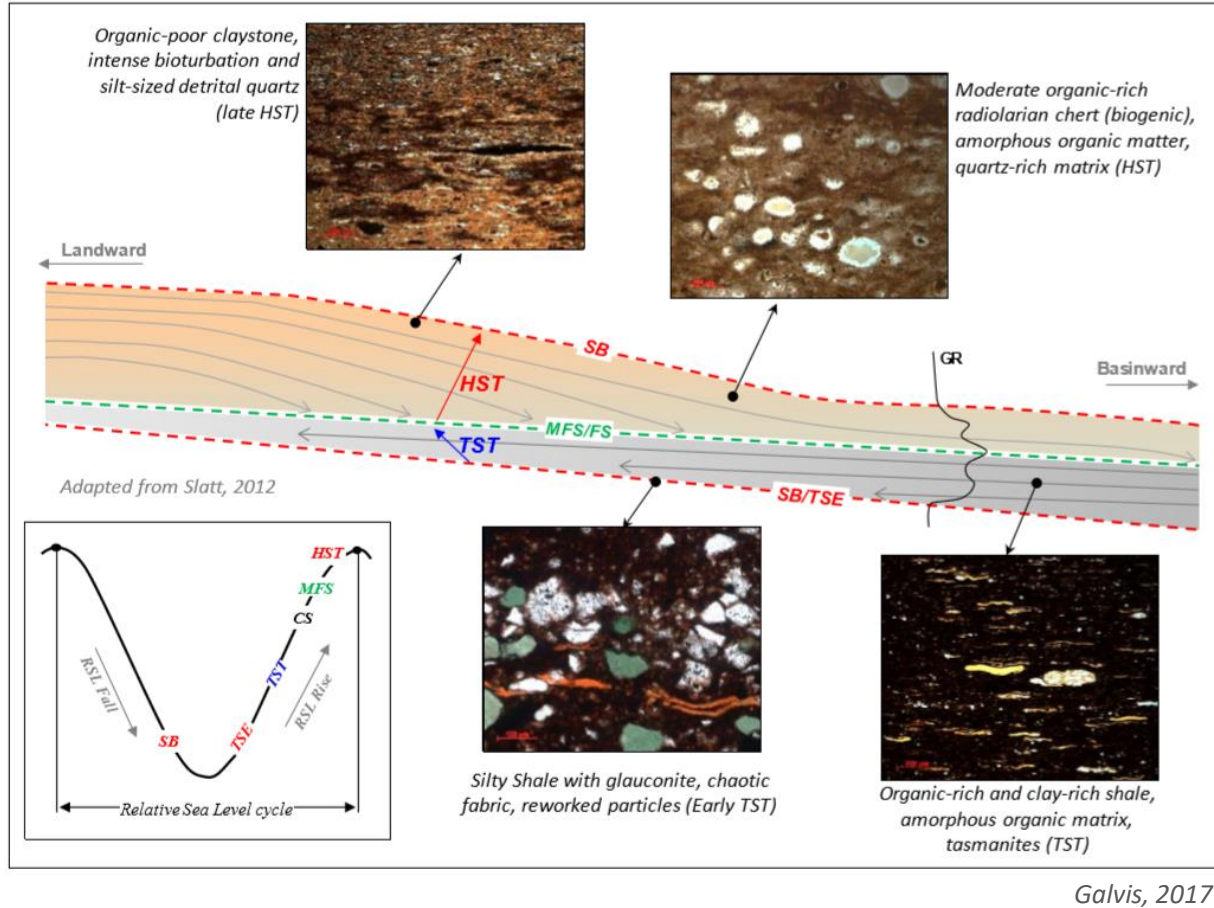 Organic-poor claystone,
intense bioturbation and
silt-sized detrital quartz
(late HST)
Moderate organic-rich
radiolarian chert (biogenic),
amorphous organic matter,
quartz-rich matrix (HST)
Landward
SB
GR
Basinward
HST
MFS/FS
TST
Adapted from Slatt, 2012
SB/TSE
HST
MFS
CS
TST
RSL Fall
RSL Rise
SB
TSE
Relative Sea Level cycle
Silty Shale with glauconite, chaotic
fabric, reworked particles (Early TST)
Organic-rich and clay-rich shale,
amorphous organic matrix,
tasmanites (TST)
Galvis, 2017